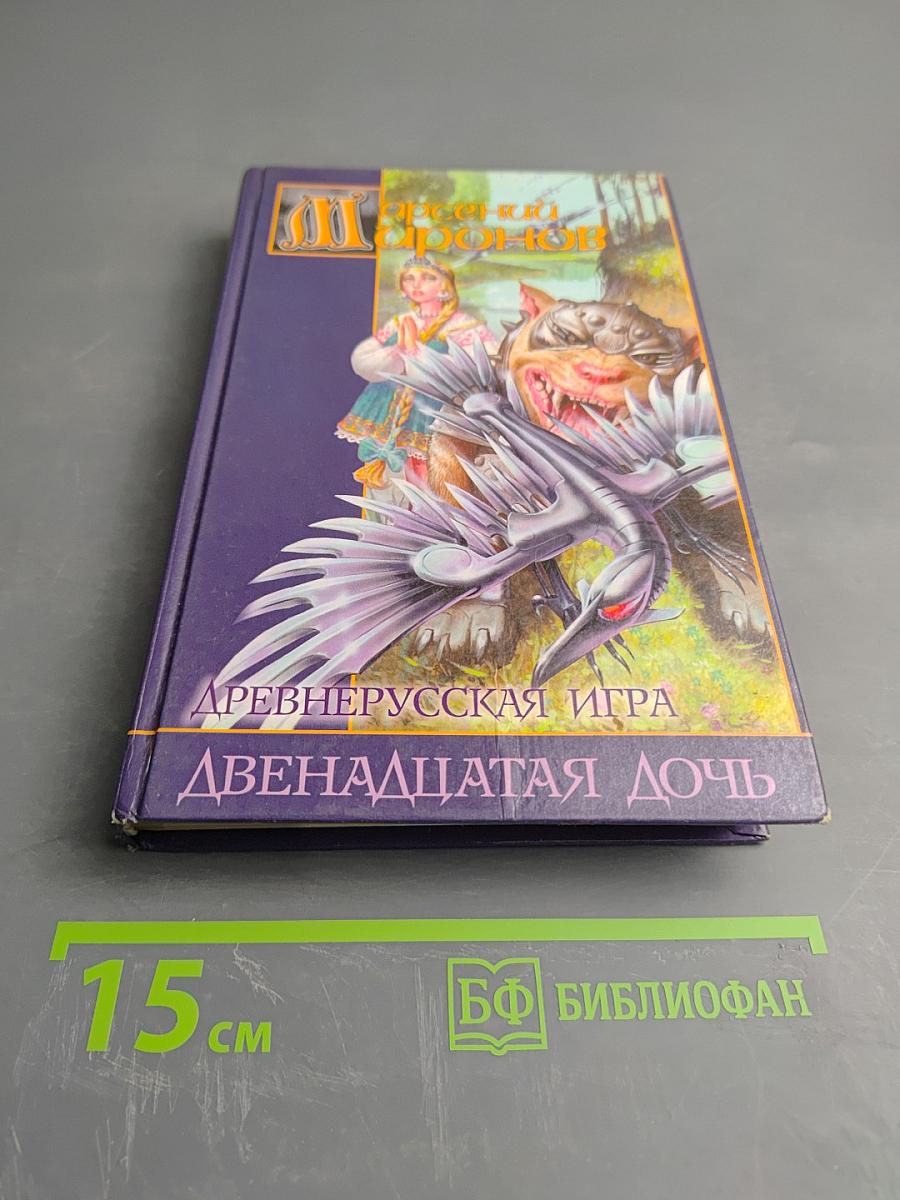 Арсений
Миронов
ДРЕВНЕРУССКАЯ ИГРА
ДВЕНАДЦАТАЯ ДОЧЬ
15 см
БФ БИБЛИОФАН